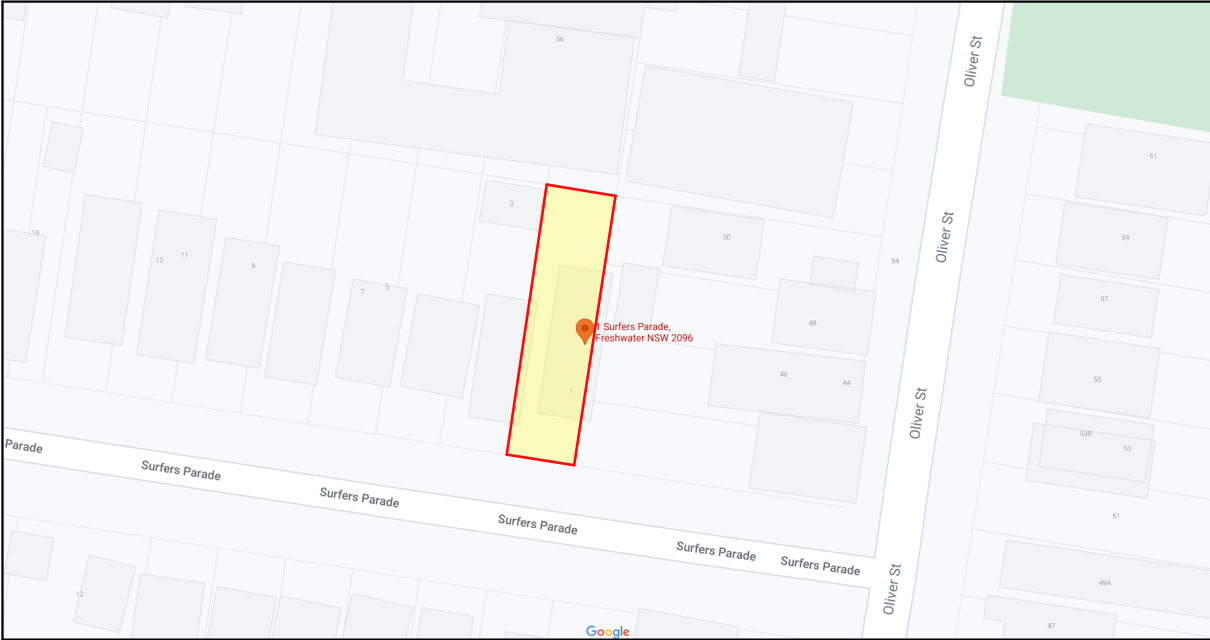 56
Oliver St
61
3
15
50
59
Oliver St
13
11
9
54
7
5
57
1 Surfers Parade,
Freshwater NSW 2096
48
46
44
55
1
Oliver St
53B
53
Parade
Surfers Parade
Surfers Parade
Surfers Parade
Surfers Parade
Surfers Parade
51
49A
Oliver St
12
47
Google